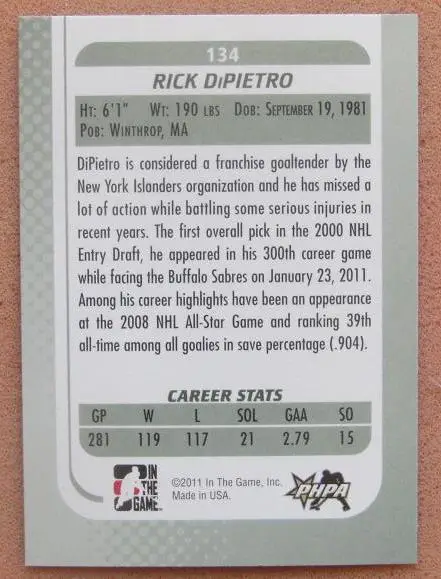 134
RICK DiPIETRO
HT: 6'1" WT: 190 LBS DOB: SEPTEMBER 19, 1981
POB: WINTHROP, MA
DiPietro is considered a franchise goaltender by the
New York Islanders organization and he has missed a
lot of action while battling some serious injuries in
recent years. The first overall pick in the 2000 NHL
Entry Draft, he appeared in his 300th career game
while facing the Buffalo Sabres on January 23, 2011.
Among his career highlights have been an appearance
at the 2008 NHL All-Star Game and ranking 39th
all-time among all goalies in save percentage (.904).
CAREER STATS
GP W L SOL GAA SO
281 119 117 21 2.79 15
IN
THE
GAME
©2011 In The Game, Inc.
Made in USA.
PHPA